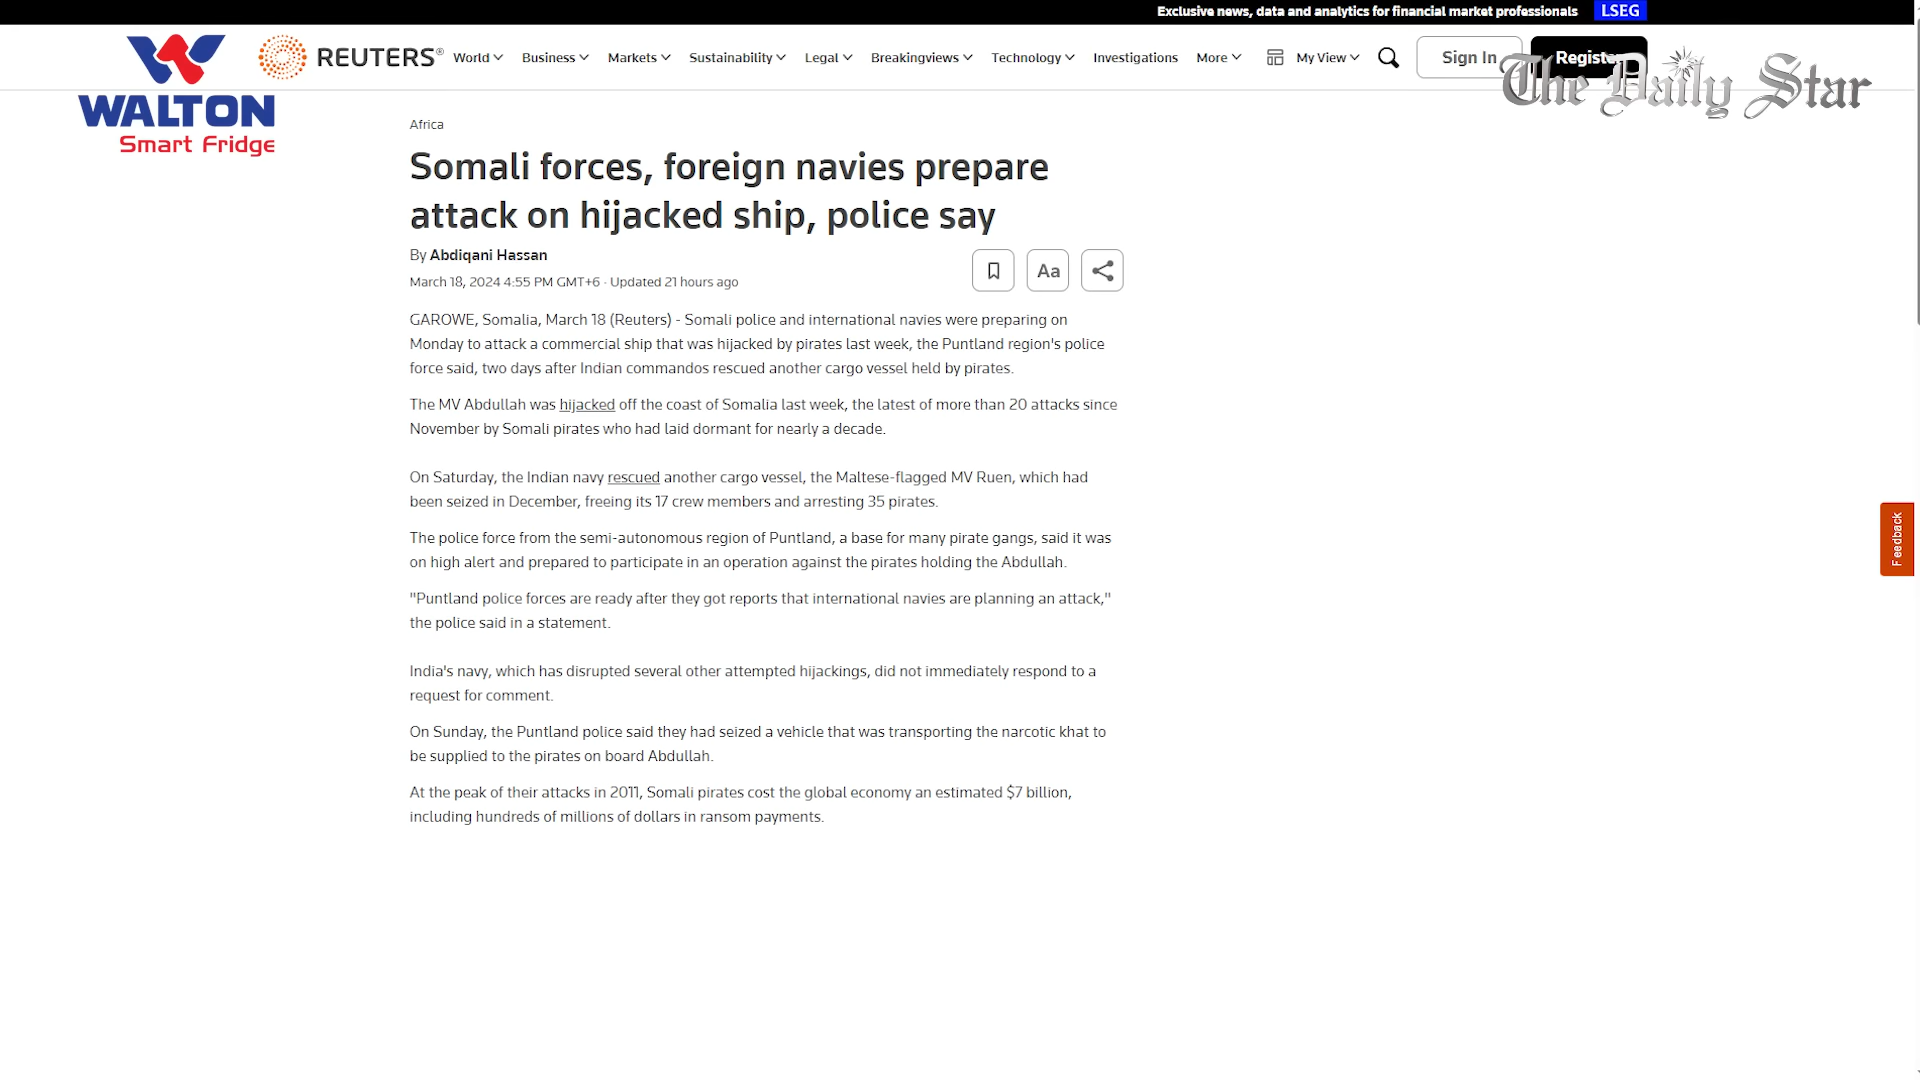 Exclusive news, data and analytics for financial market professionals LSEG
WALTON
Smart Fridge
REUTERS®
World Business Markets Sustainability Legal Breakingviews Technology Investigations More My View Sign In Register
The Daily Star
Africa
Somali forces, foreign navies prepare
attack on hijacked ship, police say
By Abdiqani Hassan
March 18, 2024 4:55 PM GMT+6 · Updated 21 hours ago
Aa
GAROWE, Somalia, March 18 (Reuters) - Somali police and international navies were preparing on
Monday to attack a commercial ship that was hijacked by pirates last week, the Puntland region's police
force said, two days after Indian commandos rescued another cargo vessel held by pirates.
The MV Abdullah was hijacked off the coast of Somalia last week, the latest of more than 20 attacks since
November by Somali pirates who had laid dormant for nearly a decade.
On Saturday, the Indian navy rescued another cargo vessel, the Maltese-flagged MV Ruen, which had
been seized in December, freeing its 17 crew members and arresting 35 pirates.
The police force from the semi-autonomous region of Puntland, a base for many pirate gangs, said it was
on high alert and prepared to participate in an operation against the pirates holding the Abdullah.
"Puntland police forces are ready after they got reports that international navies are planning an attack,"
the police said in a statement.
India's navy, which has disrupted several other attempted hijackings, did not immediately respond to a
request for comment.
On Sunday, the Puntland police said they had seized a vehicle that was transporting the narcotic khat to
be supplied to the pirates on board Abdullah.
At the peak of their attacks in 2011, Somali pirates cost the global economy an estimated $7 billion,
including hundreds of millions of dollars in ransom payments.
Feedback